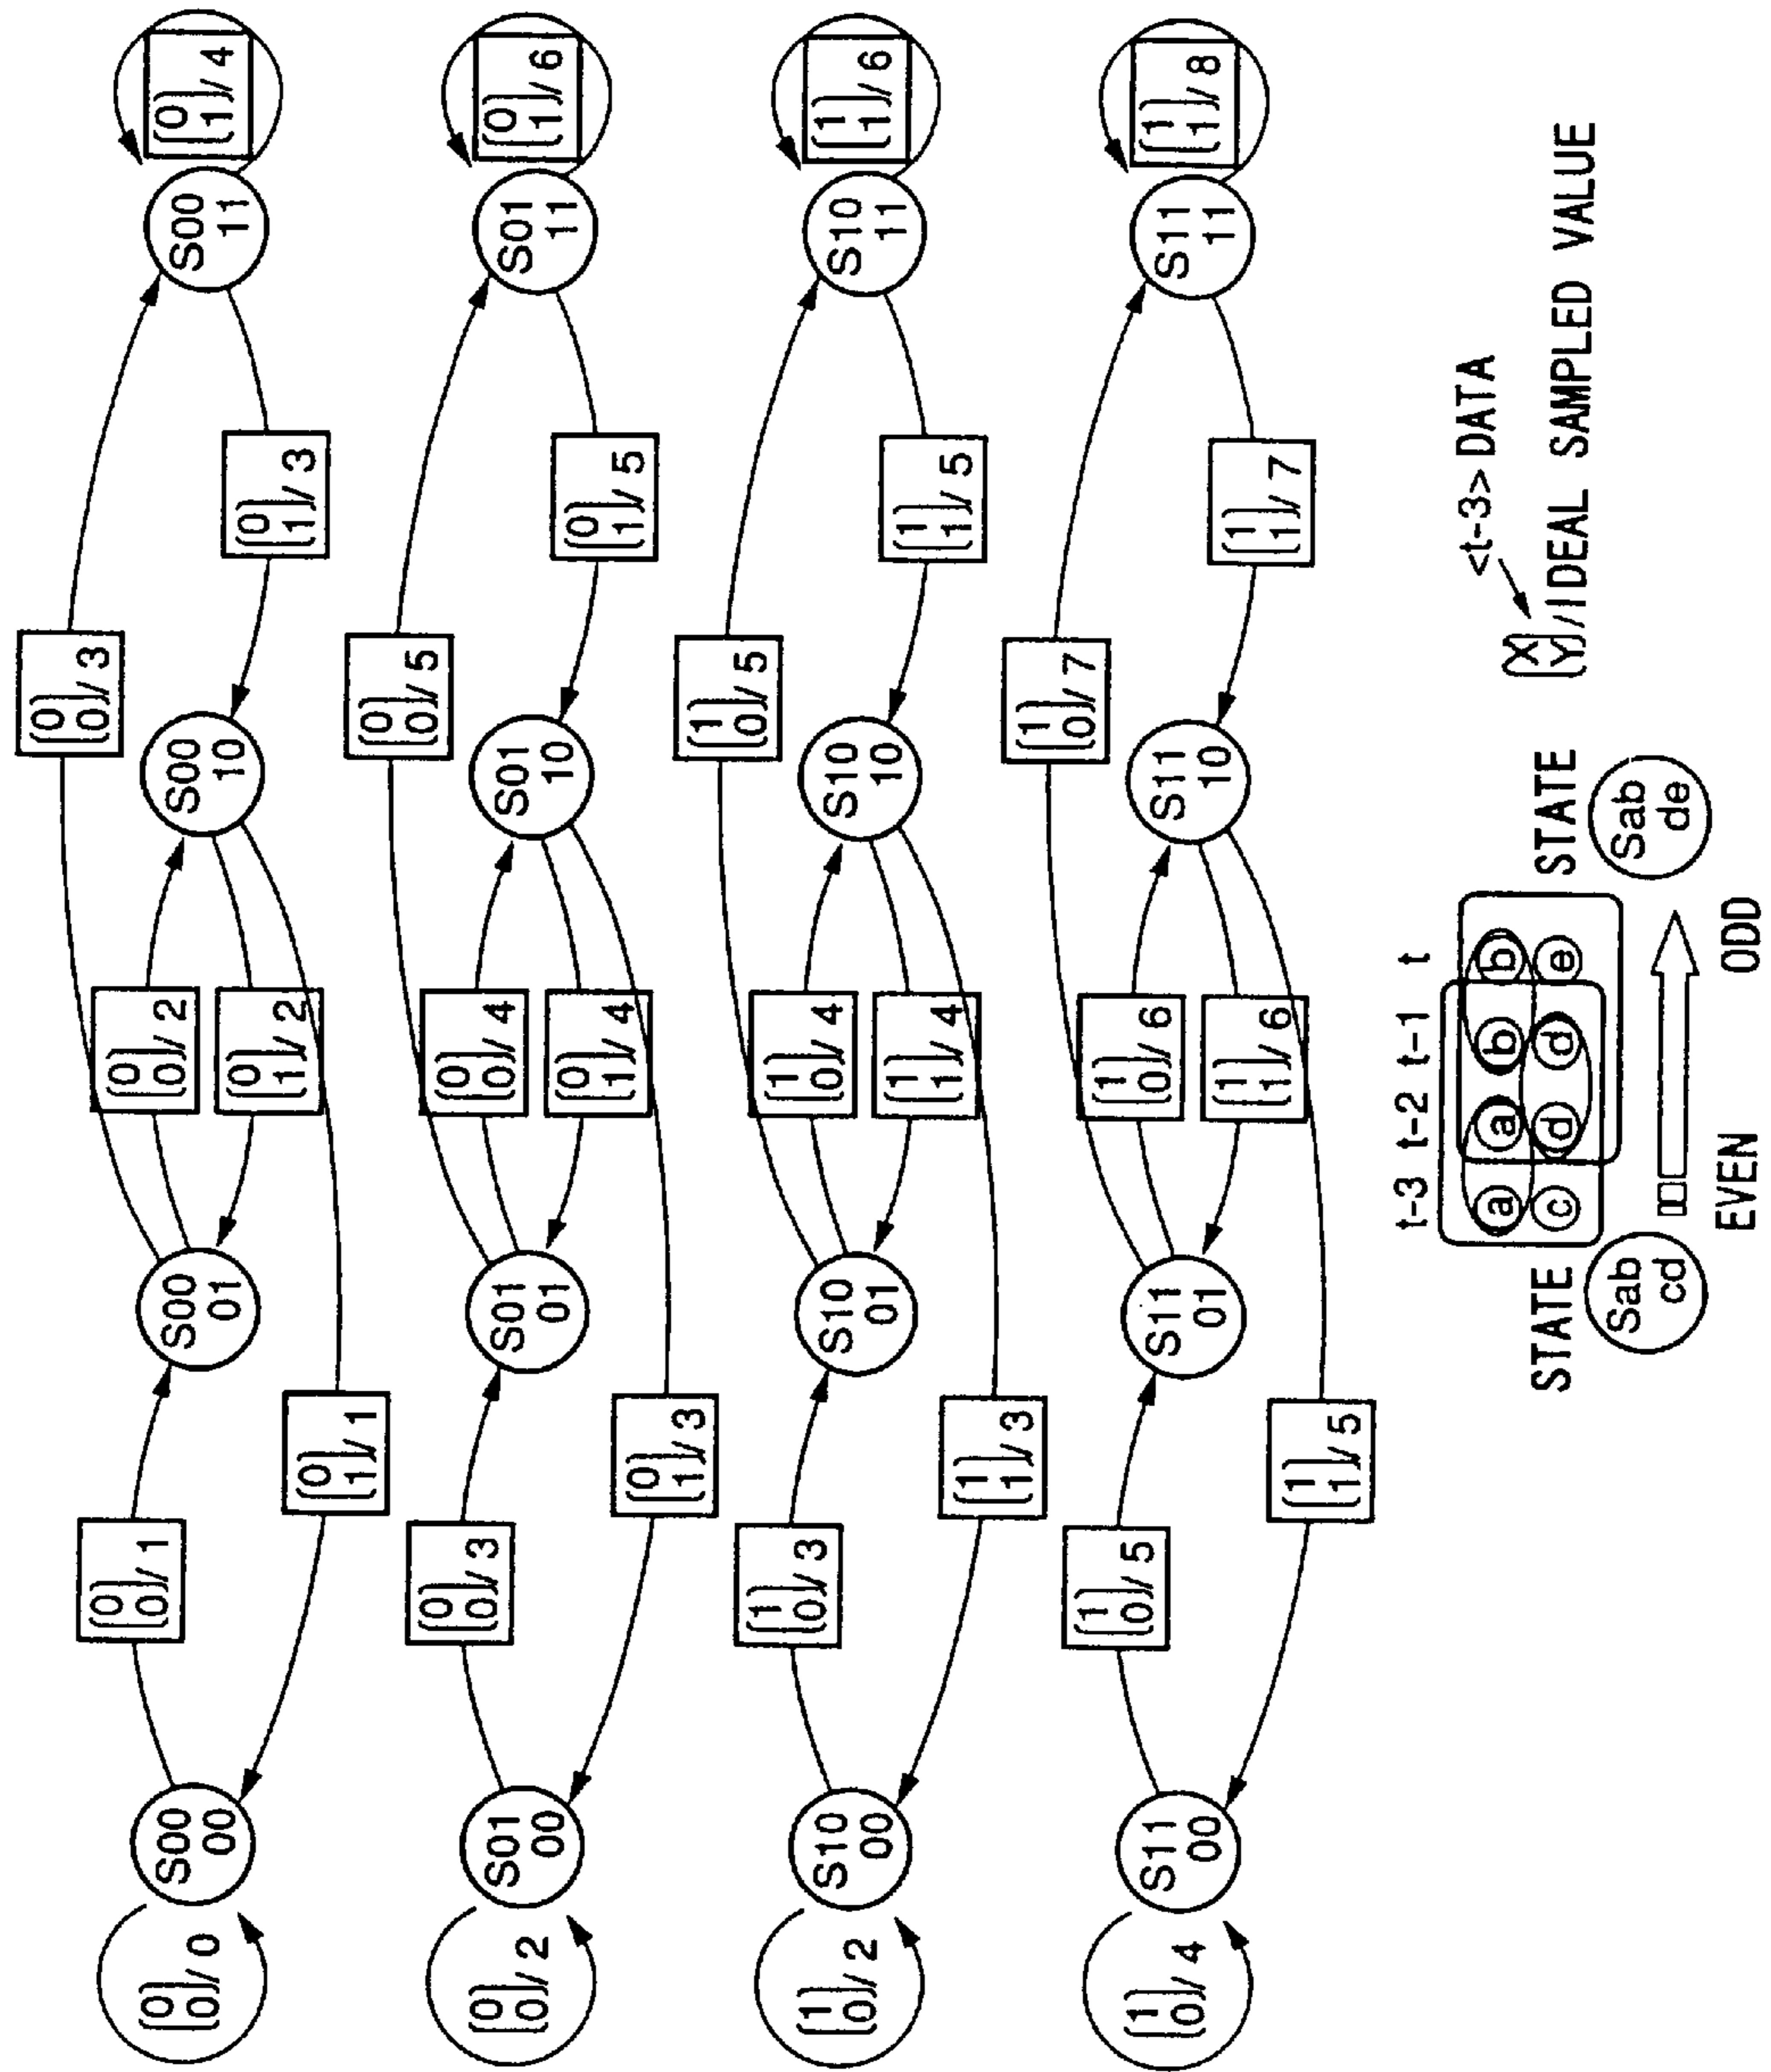 (0
0)/0
S00
00
(0
0)/1
(0
1)/1
S00
01
(0
0)/2
(0
1)/2
(0
0)/3
S00
10
(0
1)/3
S00
11
(0
1)/4
(0
0)/2
S01
00
(0
0)/3
(0
1)/3
S01
01
(0
0)/4
(0
1)/4
(0
0)/5
S01
10
(0
1)/5
S01
11
(0
1)/6
(1
0)/2
S10
00
(1
0)/3
(1
1)/3
S10
01
(1
0)/4
(1
1)/4
(1
0)/5
S10
10
(1
1)/5
S10
11
(1
1)/6
(1
0)/4
S11
00
(1
0)/5
(1
1)/5
S11
01
(1
0)/6
(1
1)/6
(1
0)/7
S11
10
(1
1)/7
S11
11
(1
1)/8
t-3 t-2 t-1 t
a a b b
c d d e
STATE
Sab
cd
STATE
Sab
de
EVEN ODD
<t-3> DATA
(X
Y)/IDEAL SAMPLED VALUE